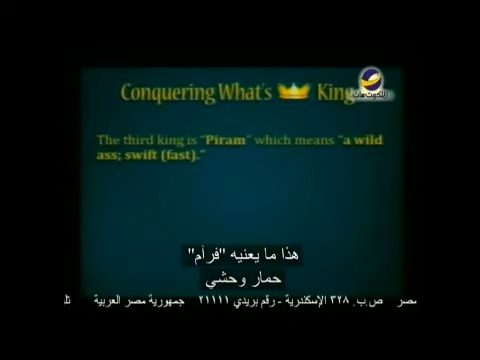 Conquering What's King
The third king is "Piram" which means "a wild
ass; swift (fast)."
هذا ما يعنيه "فرآم"
حمار وحشي
مصر ص.ب. ٣٢٨ الإسكندرية - رقم بريدي ٢١١١١ جمهورية مصر العربية